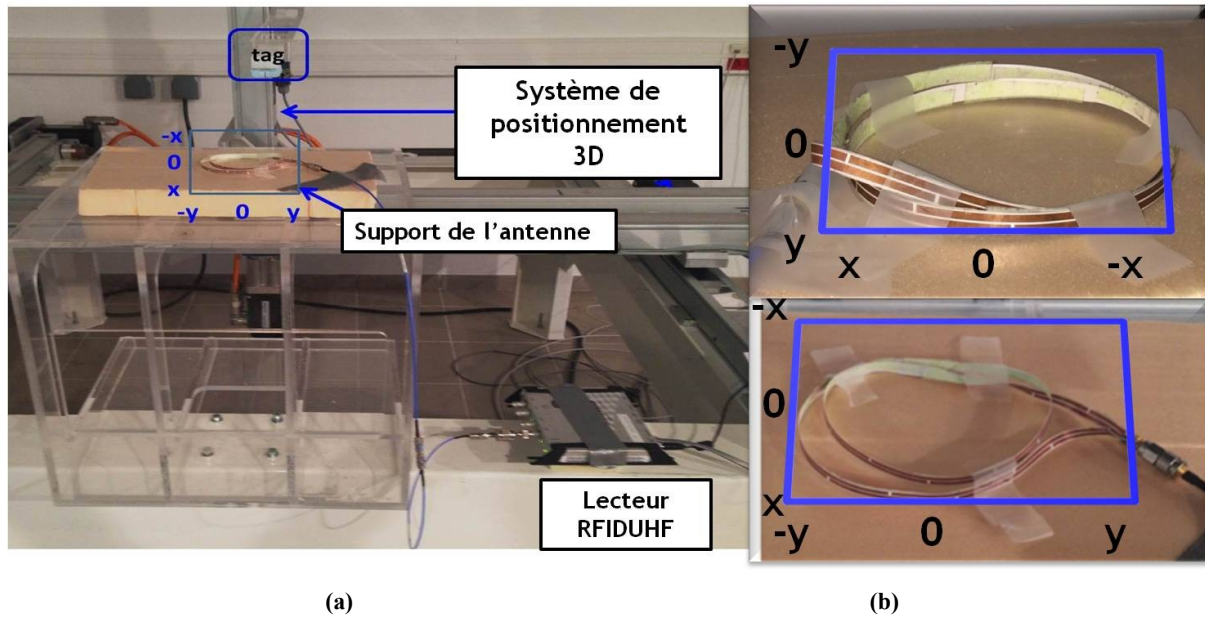 tag
Système de
positionnement
3D
-x
0
x
-y 0 y
Support de l'antenne
Lecteur
RFIDUHF
-y
0
y
x 0 -x
-x
0
x
-y 0 y
(a) (b)